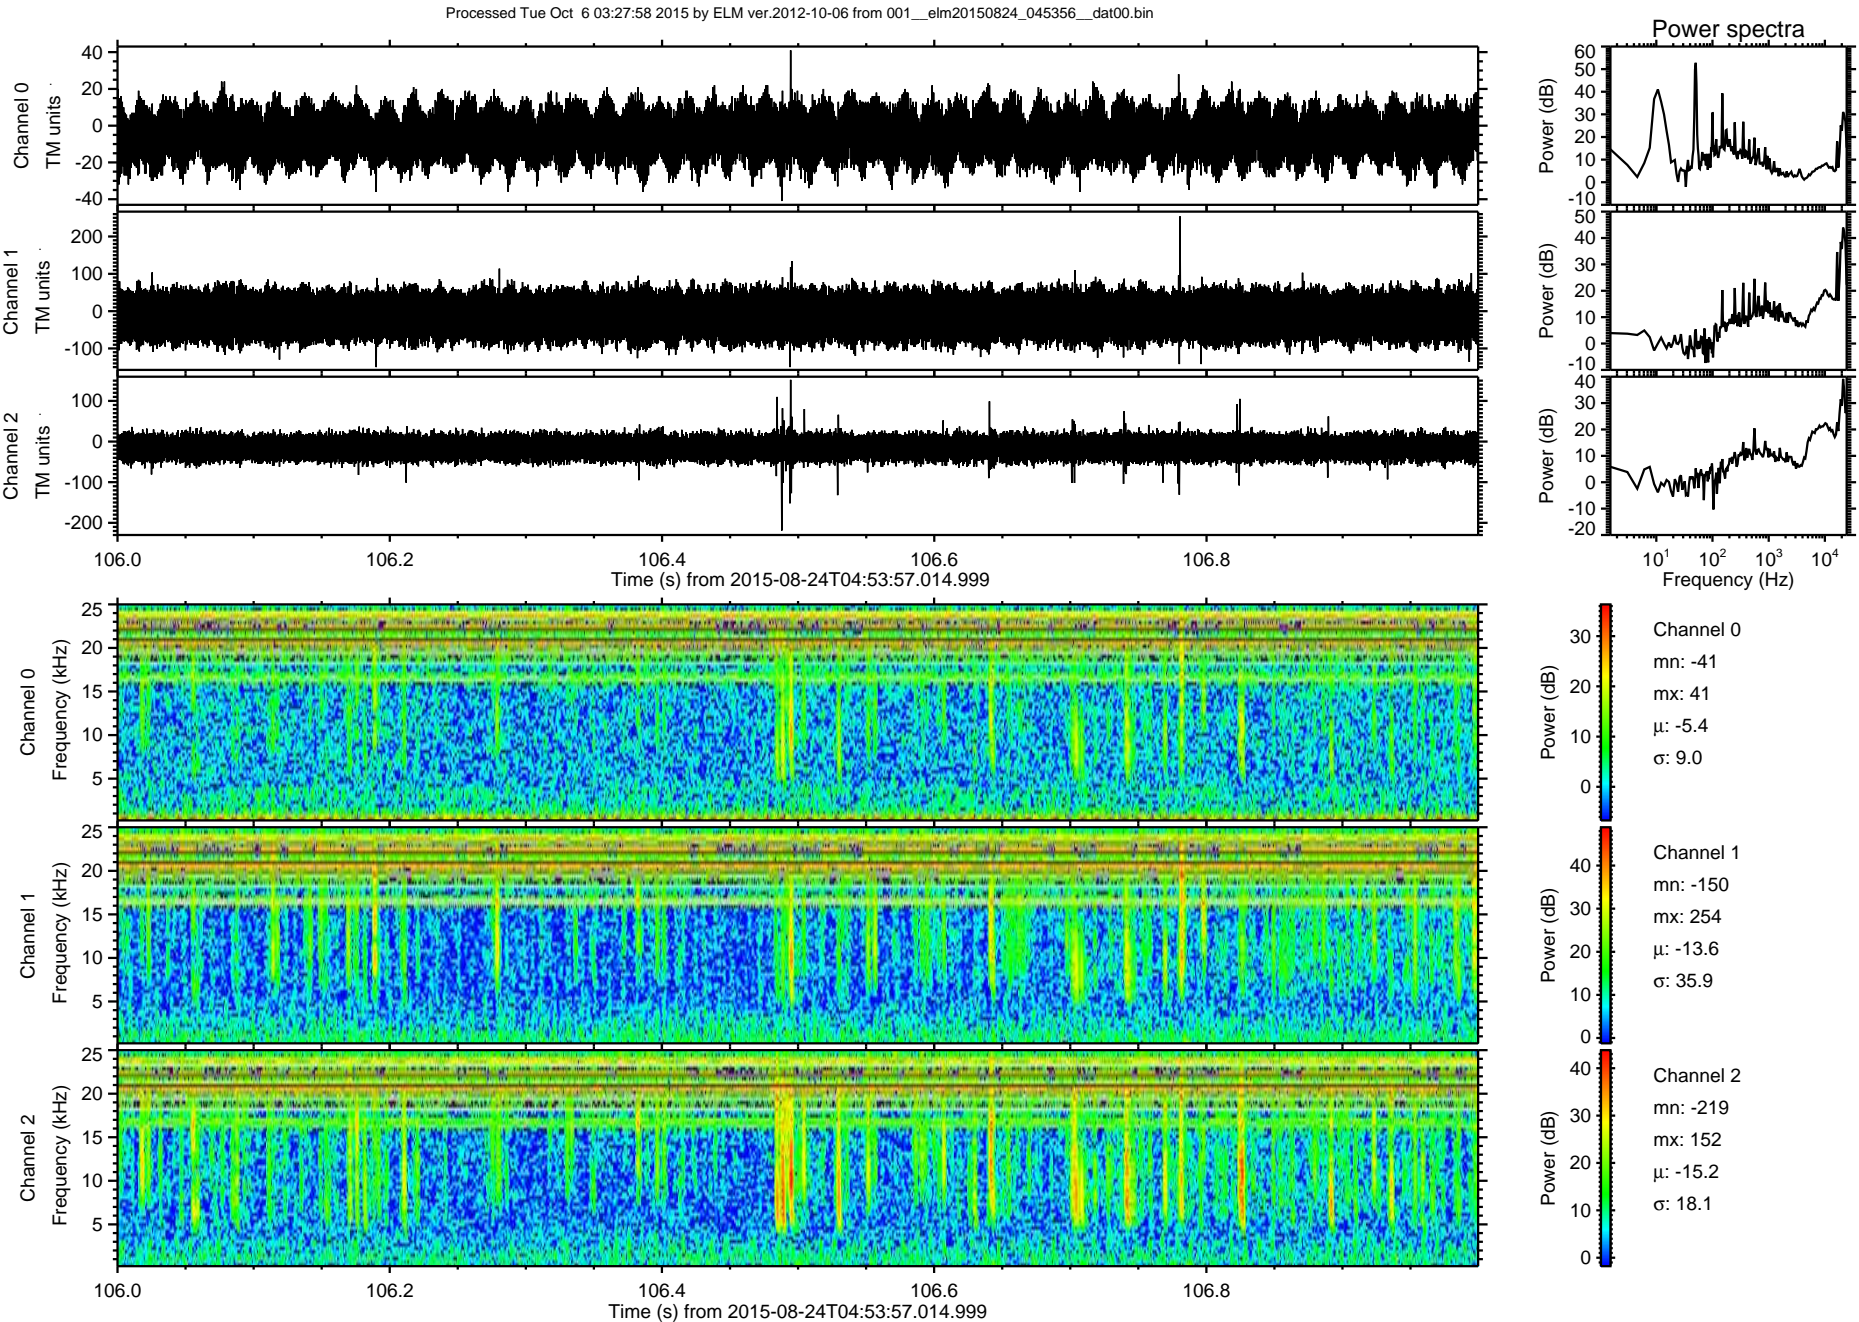 Processed Tue Oct  6 03:27:58 2015 by ELM ver.2012-10-06 from 001__elm20150824_045356__dat00.bin
Power spectra
Channel 0
TM units
40
20
0
-20
-40
Power (dB)
60
50
40
30
20
10
0
-10
Channel 1
TM units
200
100
0
-100
Power (dB)
50
40
30
20
10
0
-10
Channel 2
TM units
100
0
-100
-200
Power (dB)
40
30
20
10
0
-10
-20
106.0 106.2 106.4 106.6 106.8
Time (s) from 2015-08-24T04:53:57.014.999
10¹ 10² 10³ 10⁴
Frequency (Hz)
Channel 0
Frequency (kHz)
25
20
15
10
5
Power (dB)
30
20
10
0
Channel 0
mn: -41
mx: 41
μ: -5.4
σ: 9.0
Channel 1
Frequency (kHz)
25
20
15
10
5
Power (dB)
40
30
20
10
0
Channel 1
mn: -150
mx: 254
μ: -13.6
σ: 35.9
Channel 2
Frequency (kHz)
25
20
15
10
5
Power (dB)
40
30
20
10
0
Channel 2
mn: -219
mx: 152
μ: -15.2
σ: 18.1
106.0 106.2 106.4 106.6 106.8
Time (s) from 2015-08-24T04:53:57.014.999